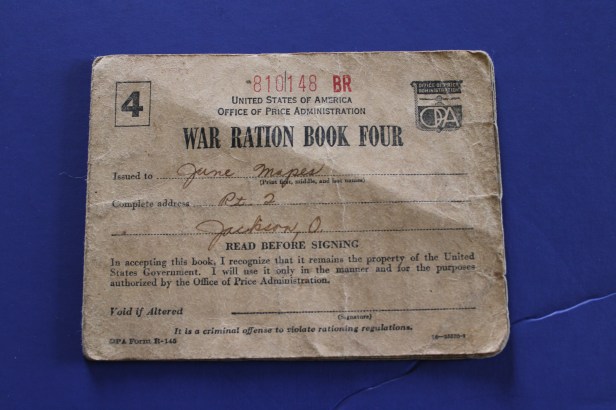 4
810148 BR
UNITED STATES OF AMERICA
OFFICE OF PRICE ADMINISTRATION
OFFICE OF PRICE
ADMINISTRATION
OPA
WAR RATION BOOK FOUR
Issued to June Mapes
(Print first, middle, and last names)
Complete address Rt. 2
Jackson, O.
READ BEFORE SIGNING
In accepting this book, I recognize that it remains the property of the United
States Government. I will use it only in the manner and for the purposes
authorized by the Office of Price Administration.
Void if Altered
(Signature)
It is a criminal offense to violate rationing regulations.
OPA Form R-145